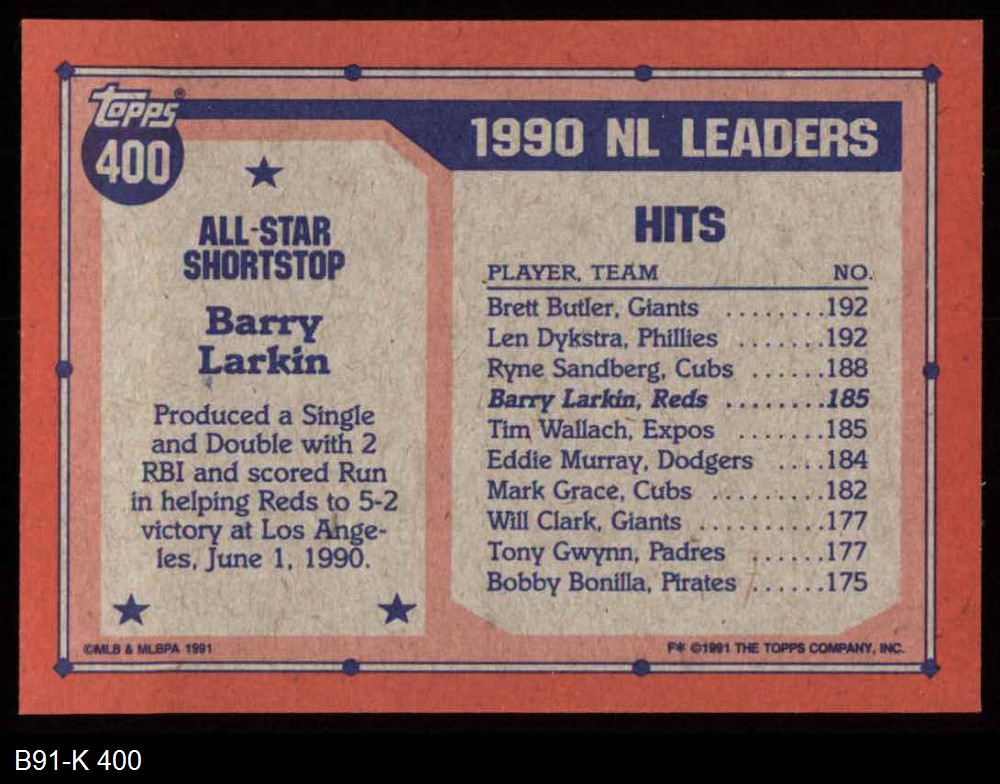 Topps®
400
ALL-STAR
SHORTSTOP
Barry
Larkin
Produced a Single
and Double with 2
RBI and scored Run
in helping Reds to 5-2
victory at Los Ange-
les, June 1, 1990.
©MLB & MLBPA 1991
1990 NL LEADERS
HITS
PLAYER, TEAM NO.
Brett Butler, Giants ........192
Len Dykstra, Phillies .......192
Ryne Sandberg, Cubs ......188
Barry Larkin, Reds ........185
Tim Wallach, Expos .......185
Eddie Murray, Dodgers ....184
Mark Grace, Cubs .........182
Will Clark, Giants ..........177
Tony Gwynn, Padres ......177
Bobby Bonilla, Pirates ......175
F* ©1991 THE TOPPS COMPANY, INC.
B91-K 400